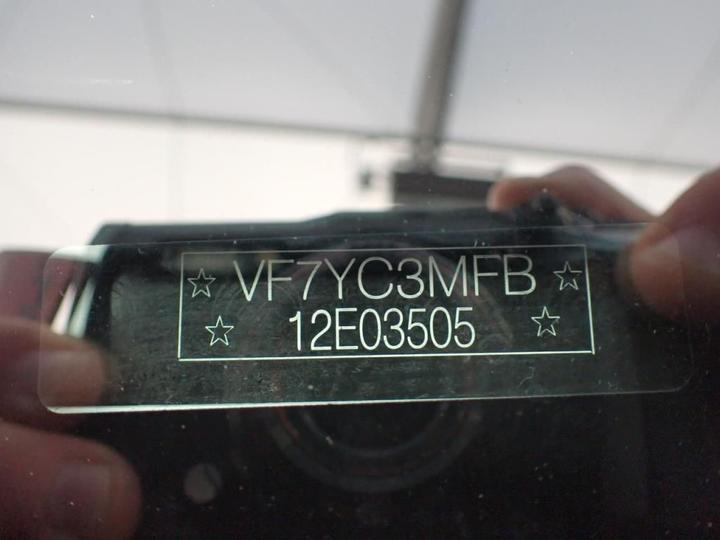 ☆ VF7YC3MFB ☆
☆ 12E03505 ☆